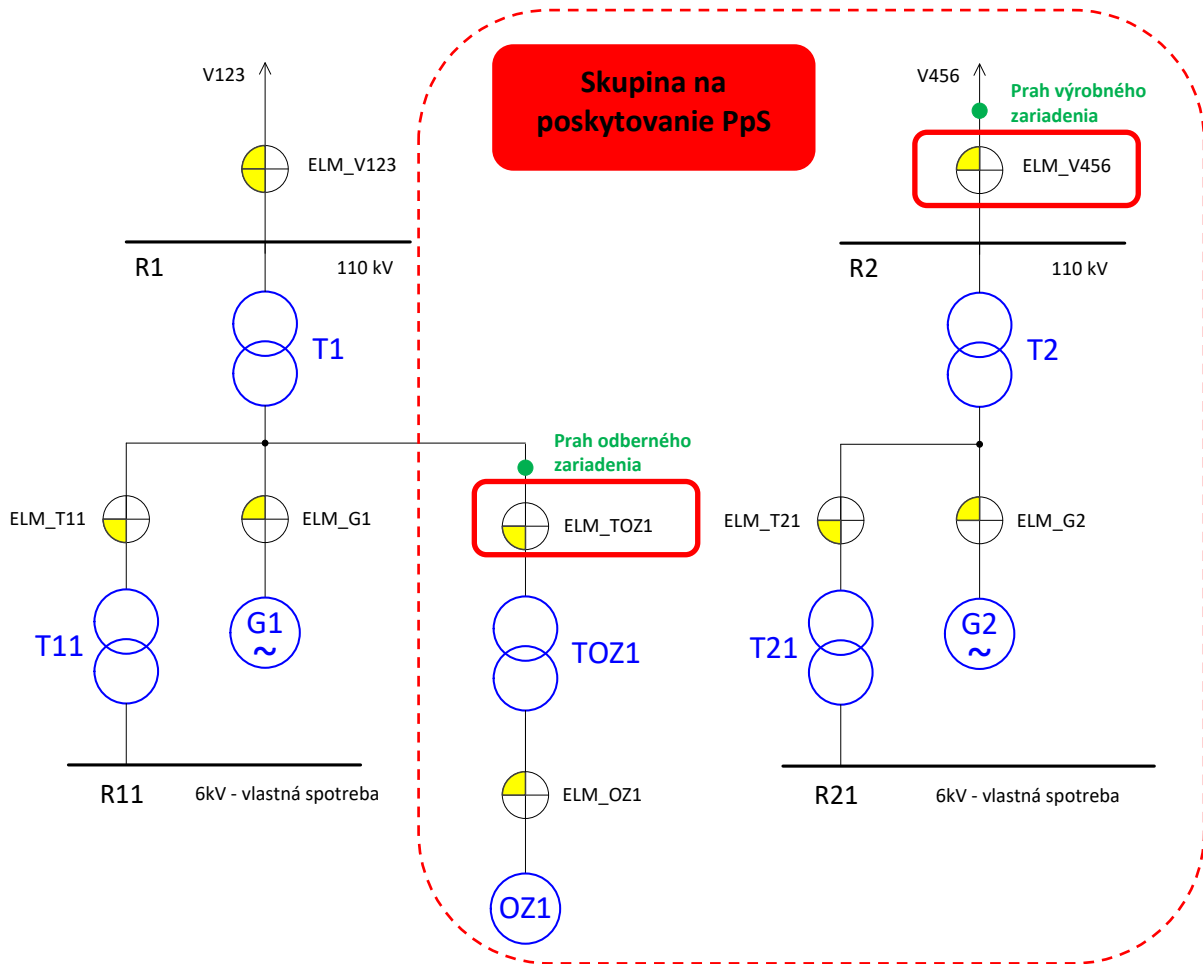 V123
Skupina na
poskytovanie PpS
V456
Prah výrobného
zariadenia
ELM_V123
ELM_V456
R1
110 kV
R2
110 kV
T1
T2
Prah odberného
zariadenia
ELM_T11
ELM_G1
ELM_TOZ1
ELM_T21
ELM_G2
T11
G1
~
TOZ1
T21
G2
~
R11
6kV - vlastná spotreba
ELM_OZ1
R21
6kV - vlastná spotreba
OZ1